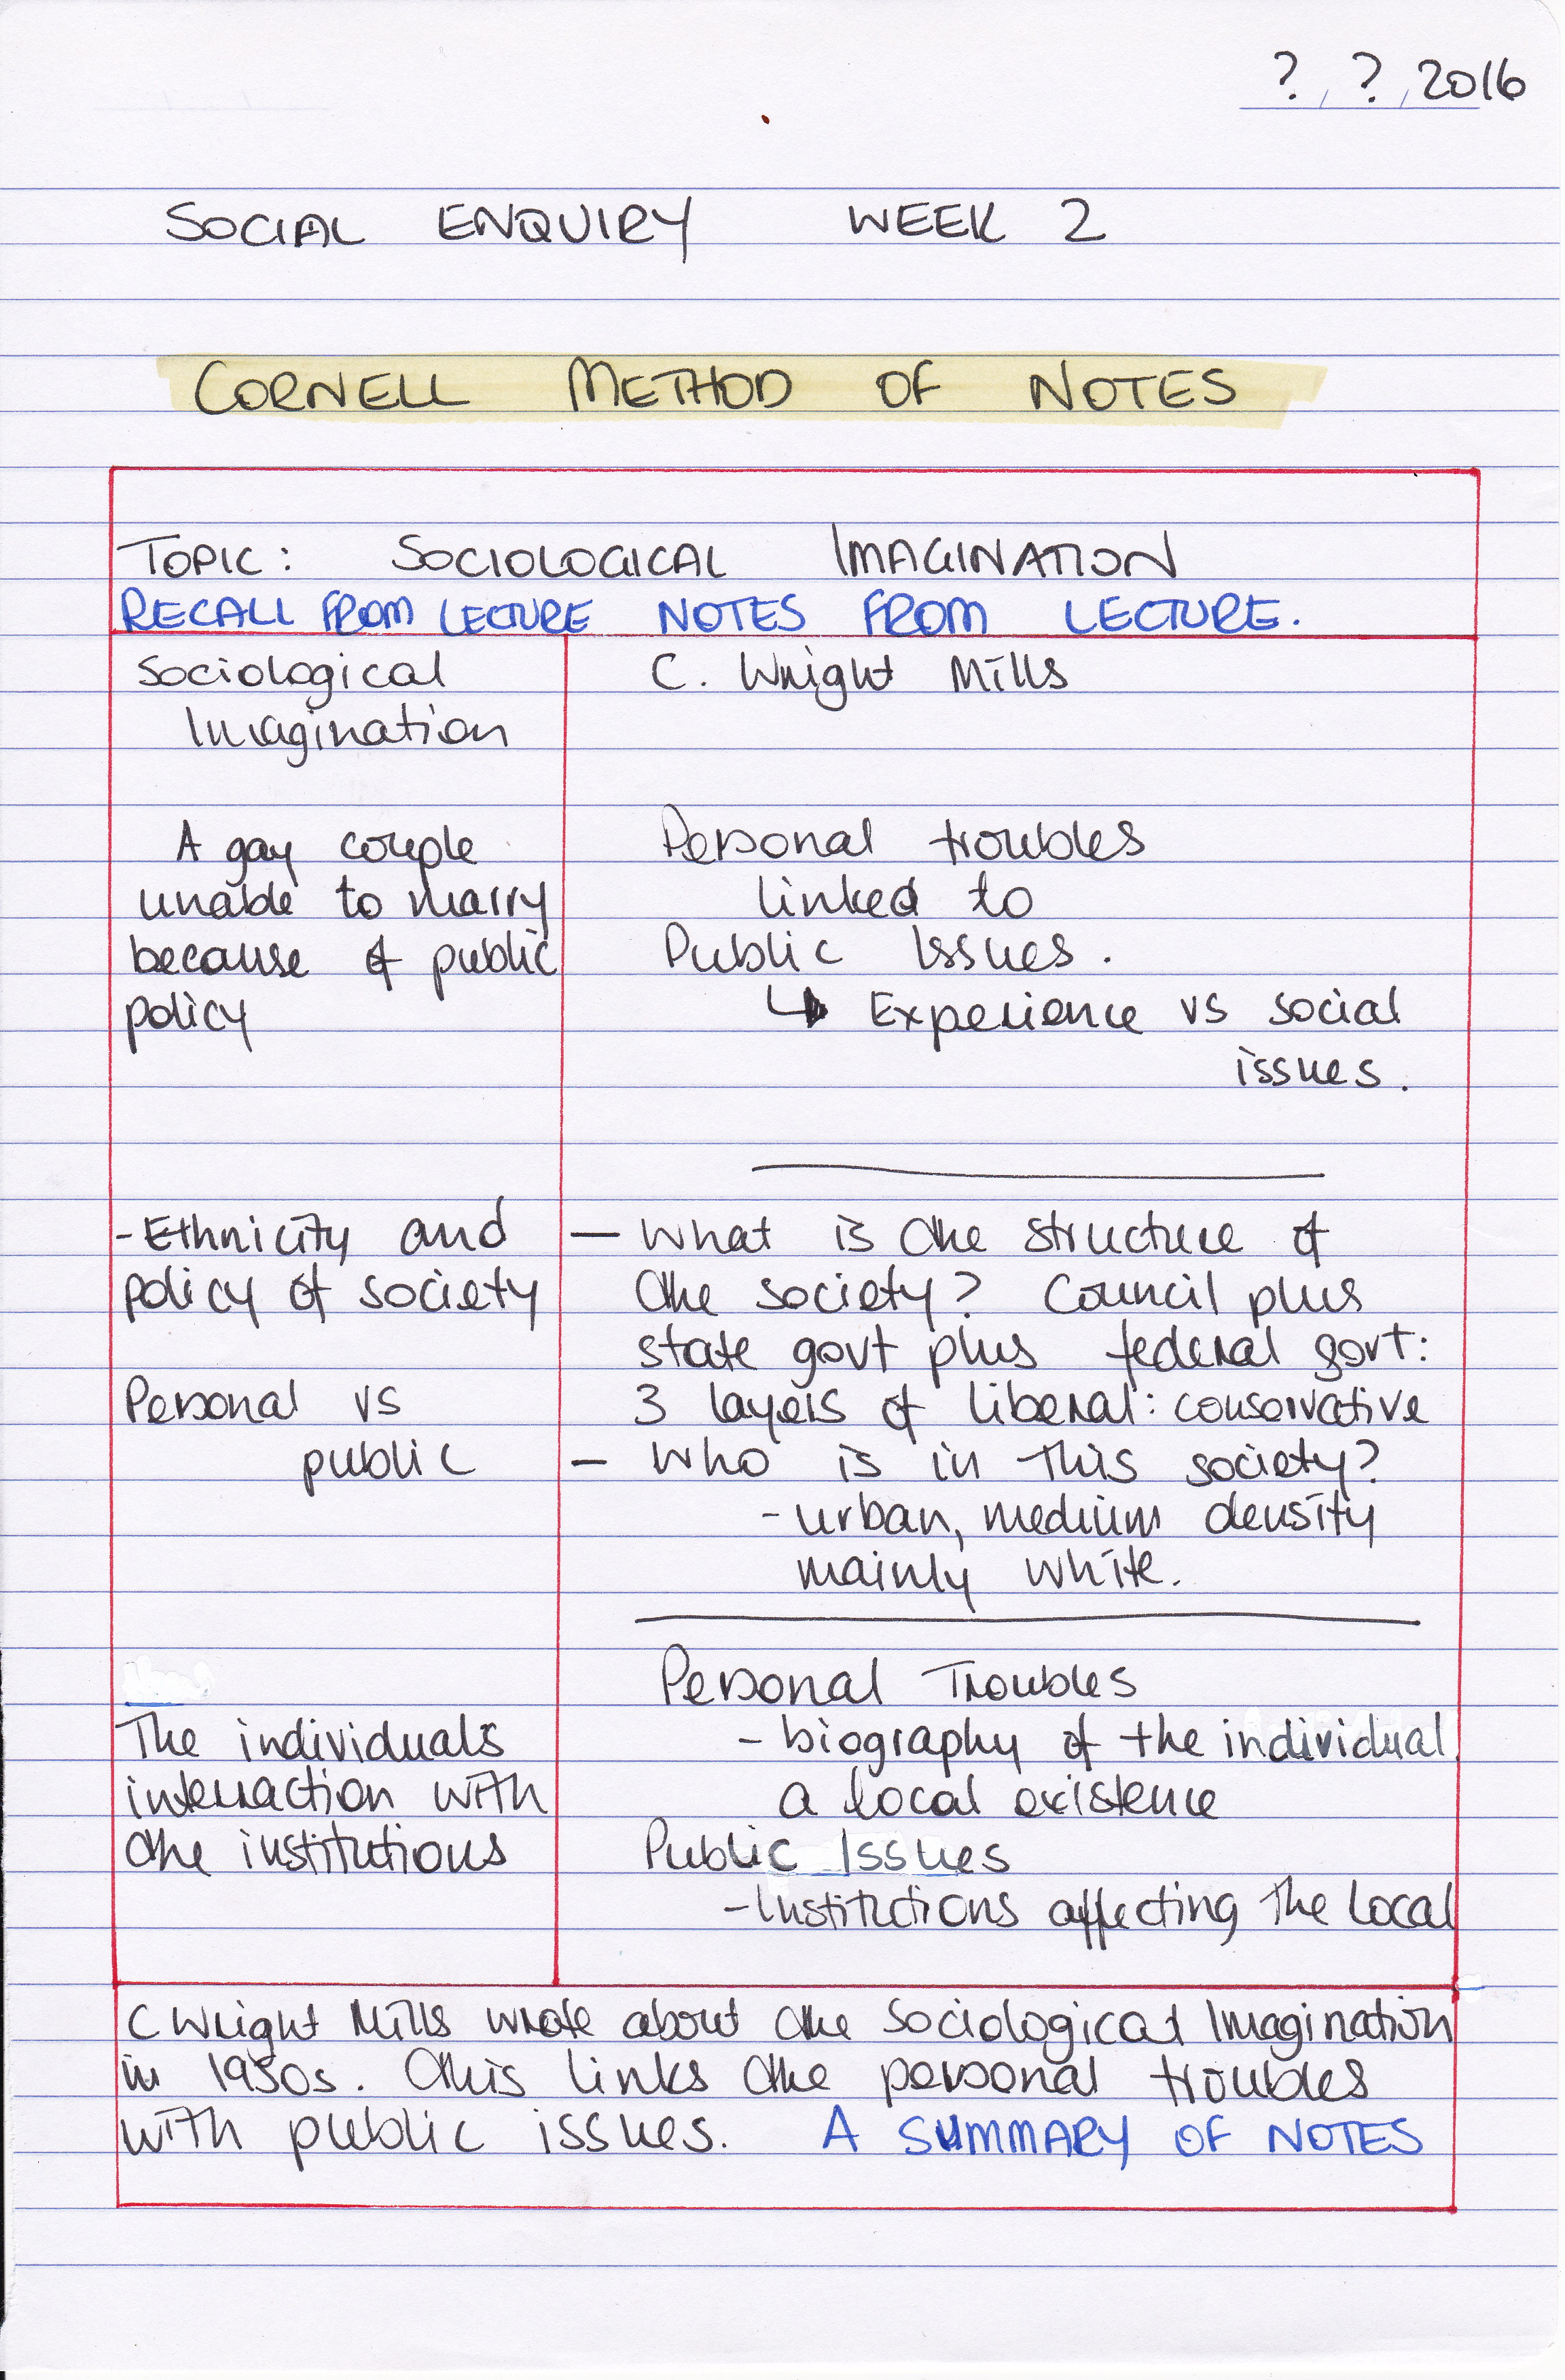 ? / ? / 2016
SOCIAL ENQUIRY WEEK 2
CORNELL METHOD OF NOTES
TOPIC: SOCIOLOGICAL IMAGINATION
RECALL FROM LECTURE NOTES FROM LECTURE.
Sociological
Imagination
A gay couple
unable to marry
because of public
policy
- Ethnicity and
policy of society
Personal vs
public
The individuals
interaction with
the institutions
C. Wright Mills
Personal troubles
linked to
Public Issues.
↳ Experience vs social
issues.
— What is the structure of
the society? Council plus
state govt plus federal govt:
3 layers of liberal: conservative
— Who is in this society?
- urban, medium density
mainly white.
Personal Troubles
- biography of the individual
a local existence
Public Issues
- Institutions affecting the local
C Wright Mills wrote about the Sociological Imagination
in 1950s. This links the personal troubles
with public issues. A SUMMARY OF NOTES